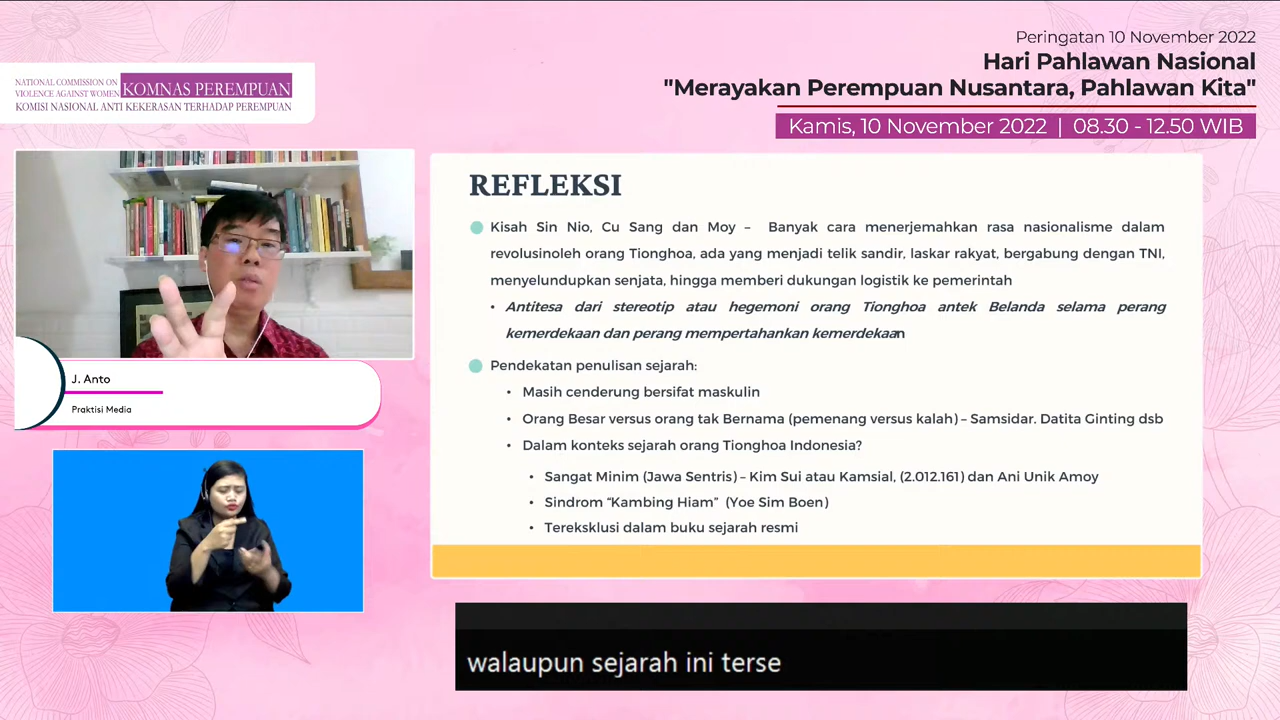 Peringatan 10 November 2022
Hari Pahlawan Nasional
"Merayakan Perempuan Nusantara, Pahlawan Kita"
Kamis, 10 November 2022 | 08.30 - 12.50 WIB
NATIONAL COMMISSION ON
VIOLENCE AGAINST WOMEN
KOMNAS PEREMPUAN
KOMISI NASIONAL ANTI KEKERASAN TERHADAP PEREMPUAN
J. Anto
Praktisi Media
REFLEKSI
Kisah Sin Nio, Cu Sang dan Moy – Banyak cara menerjemahkan rasa nasionalisme dalam
revolusinoleh orang Tionghoa, ada yang menjadi telik sandir, laskar rakyat, bergabung dengan TNI,
menyelundupkan senjata, hingga memberi dukungan logistik ke pemerintah
• Antitesa dari stereotip atau hegemoni orang Tionghoa antek Belanda selama perang
kemerdekaan dan perang mempertahankan kemerdekaan
Pendekatan penulisan sejarah:
• Masih cenderung bersifat maskulin
• Orang Besar versus orang tak Bernama (pemenang versus kalah) – Samsidar. Datita Ginting dsb
• Dalam konteks sejarah orang Tionghoa Indonesia?
• Sangat Minim (Jawa Sentris) – Kim Sui atau Kamsial, (2.012.161) dan Ani Unik Amoy
• Sindrom “Kambing Hiam” (Yoe Sim Boen)
• Tereksklusi dalam buku sejarah resmi
walaupun sejarah ini terse